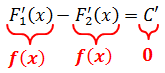 F₁′(x) − F₂′(x) = C′
f(x) f(x) 0